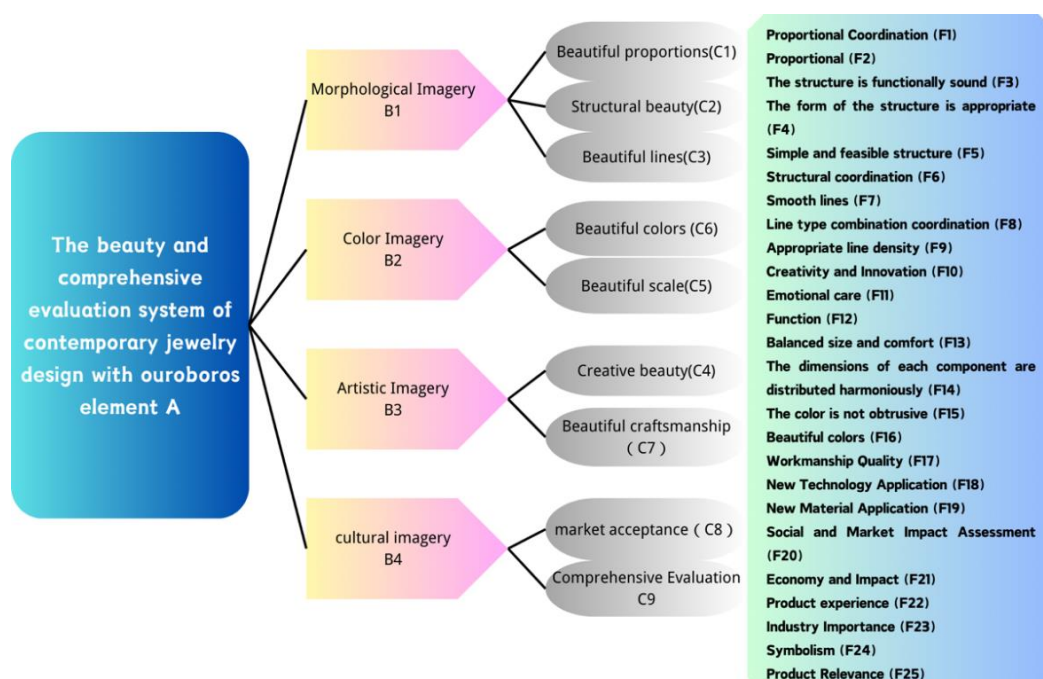 The beauty and
comprehensive
evaluation system of
contemporary jewelry
design with ouroboros
element A
Morphological Imagery
B1
Color Imagery
B2
Artistic Imagery
B3
cultural imagery
B4
Beautiful proportions(C1)
Structural beauty(C2)
Beautiful lines(C3)
Beautiful colors (C6)
Beautiful scale(C5)
Creative beauty(C4)
Beautiful craftsmanship
( C7 )
market acceptance ( C8 )
Comprehensive Evaluation
C9
Proportional Coordination (F1)
Proportional (F2)
The structure is functionally sound (F3)
The form of the structure is appropriate
(F4)
Simple and feasible structure (F5)
Structural coordination (F6)
Smooth lines (F7)
Line type combination coordination (F8)
Appropriate line density (F9)
Creativity and Innovation (F10)
Emotional care (F11)
Function (F12)
Balanced size and comfort (F13)
The dimensions of each component are
distributed harmoniously (F14)
The color is not obtrusive (F15)
Beautiful colors (F16)
Workmanship Quality (F17)
New Technology Application (F18)
New Material Application (F19)
Social and Market Impact Assessment
(F20)
Economy and Impact (F21)
Product experience (F22)
Industry Importance (F23)
Symbolism (F24)
Product Relevance (F25)